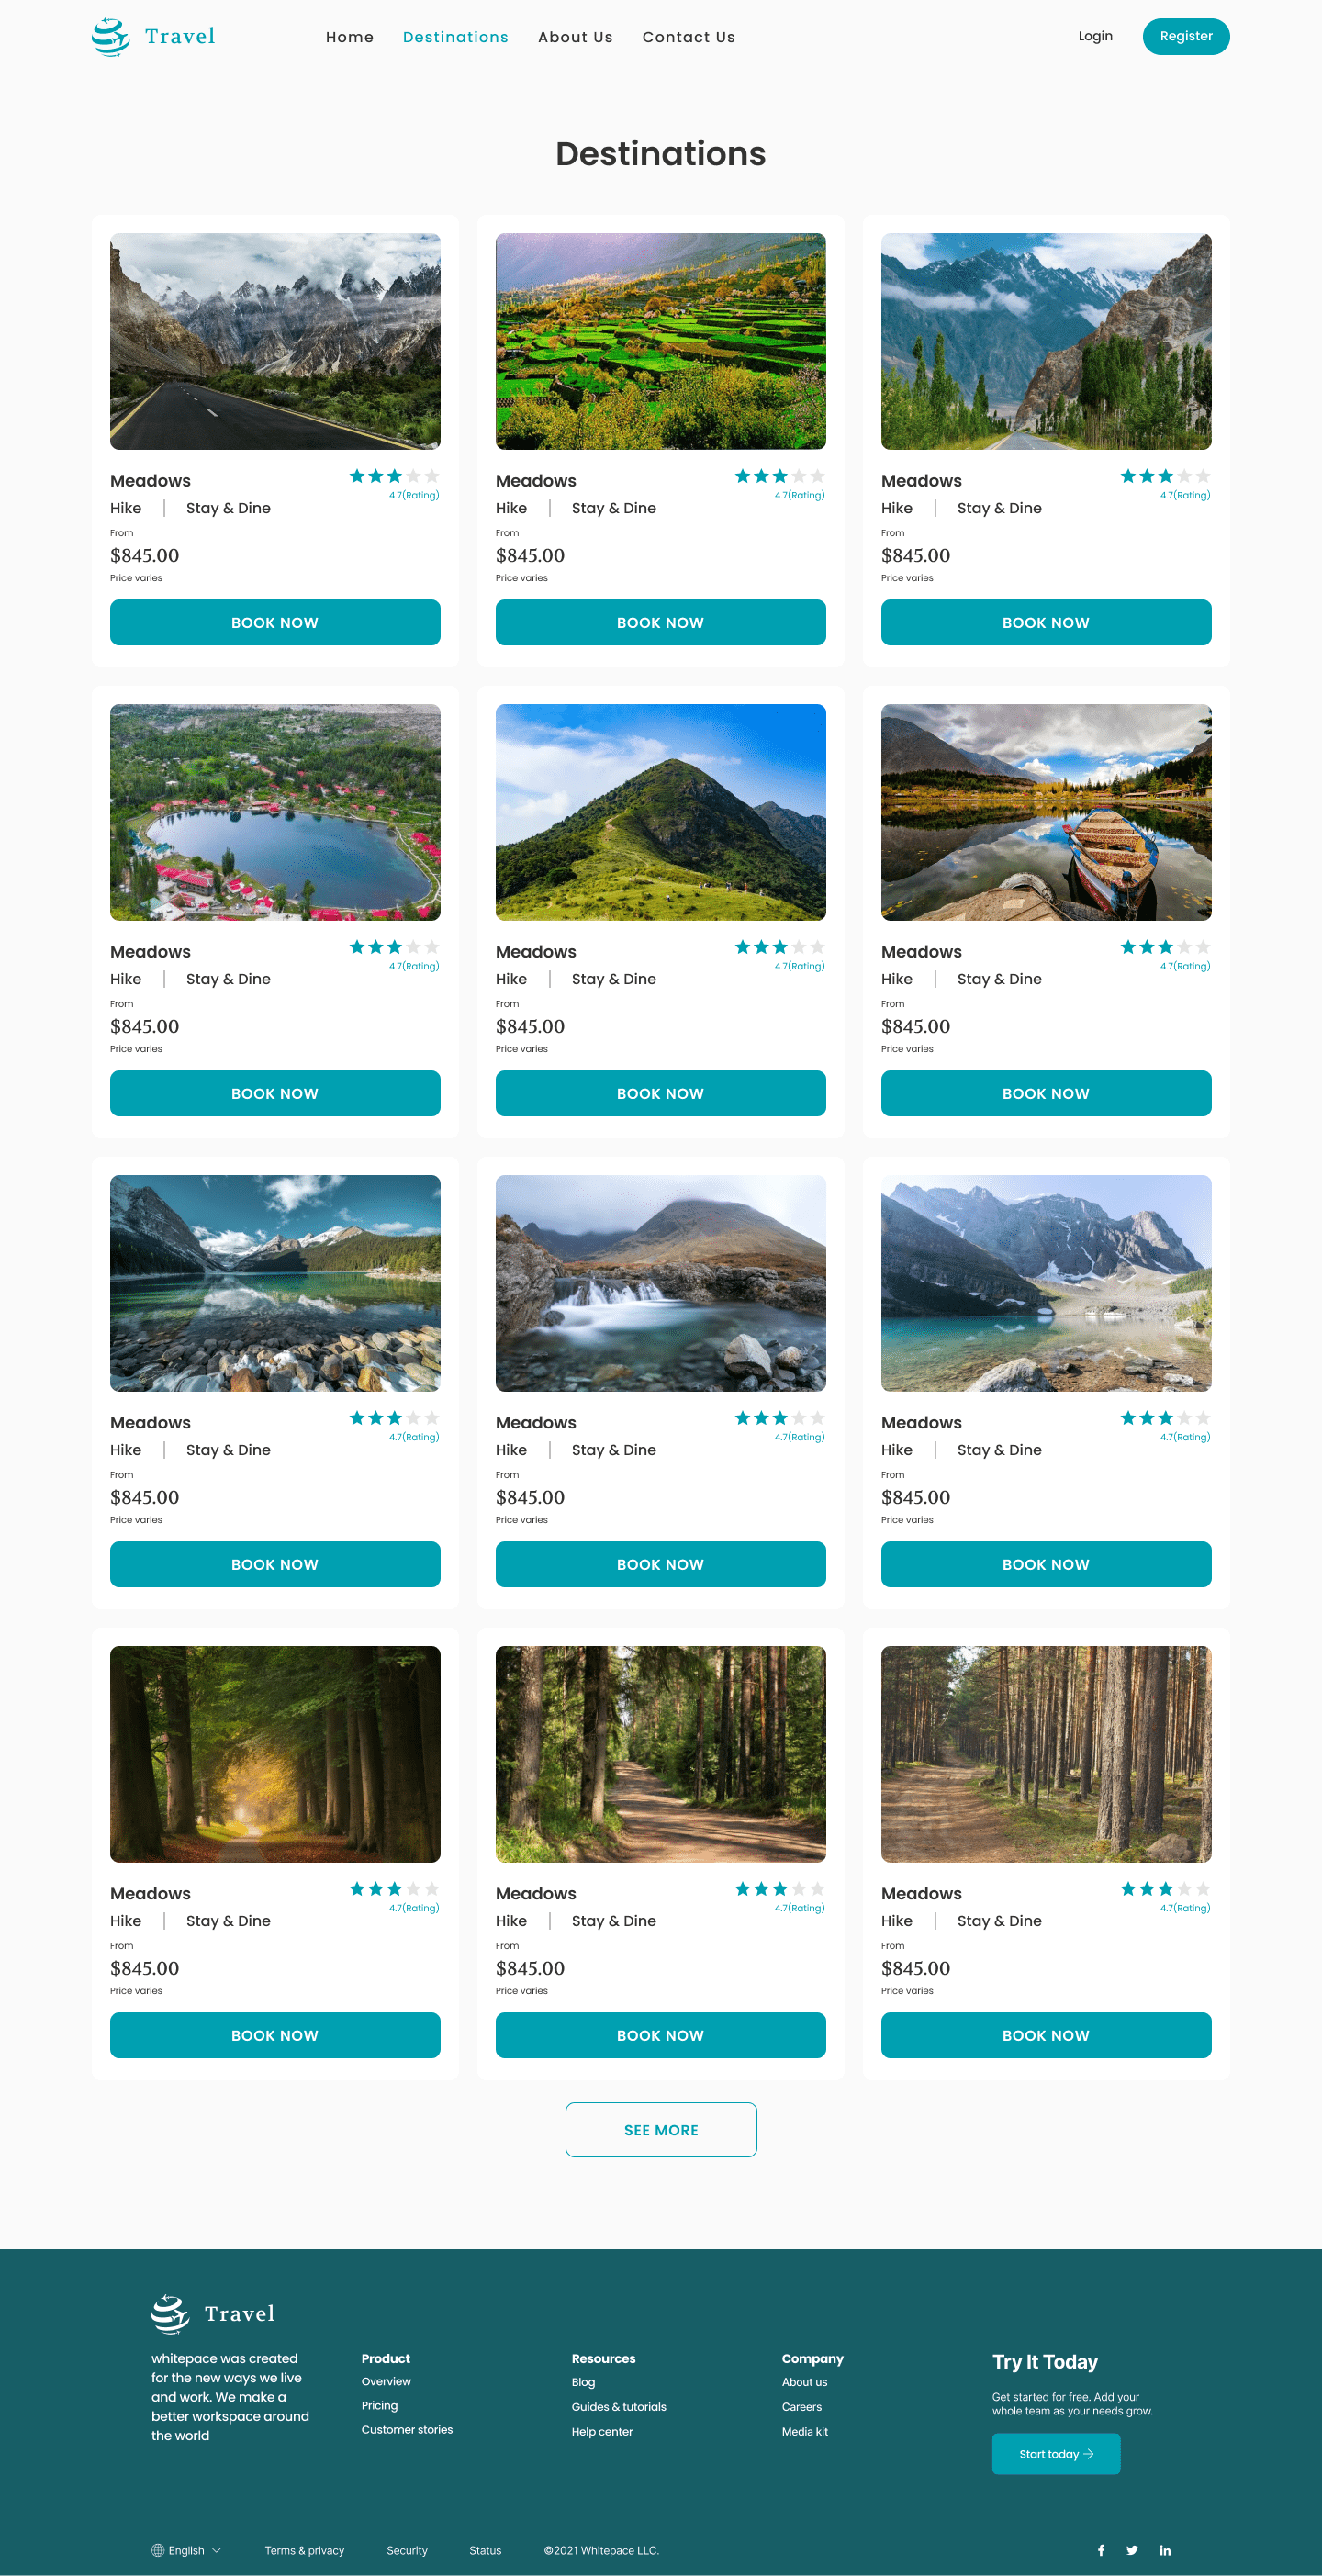 Travel
Home Destinations About Us Contact Us
Login Register
Destinations
Meadows
4.7(Rating)
Hike | Stay & Dine
From
$845.00
Price varies
BOOK NOW
Meadows
4.7(Rating)
Hike | Stay & Dine
From
$845.00
Price varies
BOOK NOW
Meadows
4.7(Rating)
Hike | Stay & Dine
From
$845.00
Price varies
BOOK NOW
Meadows
4.7(Rating)
Hike | Stay & Dine
From
$845.00
Price varies
BOOK NOW
Meadows
4.7(Rating)
Hike | Stay & Dine
From
$845.00
Price varies
BOOK NOW
Meadows
4.7(Rating)
Hike | Stay & Dine
From
$845.00
Price varies
BOOK NOW
Meadows
4.7(Rating)
Hike | Stay & Dine
From
$845.00
Price varies
BOOK NOW
Meadows
4.7(Rating)
Hike | Stay & Dine
From
$845.00
Price varies
BOOK NOW
Meadows
4.7(Rating)
Hike | Stay & Dine
From
$845.00
Price varies
BOOK NOW
Meadows
4.7(Rating)
Hike | Stay & Dine
From
$845.00
Price varies
BOOK NOW
Meadows
4.7(Rating)
Hike | Stay & Dine
From
$845.00
Price varies
BOOK NOW
Meadows
4.7(Rating)
Hike | Stay & Dine
From
$845.00
Price varies
BOOK NOW
SEE MORE
Travel
whitepace was created
for the new ways we live
and work. We make a
better workspace around
the world
Product
Overview
Pricing
Customer stories
Resources
Blog
Guides & tutorials
Help center
Company
About us
Careers
Media kit
Try It Today
Get started for free. Add your
whole team as your needs grow.
Start today
English
Terms & privacy
Security
Status
©2021 Whitepace LLC.